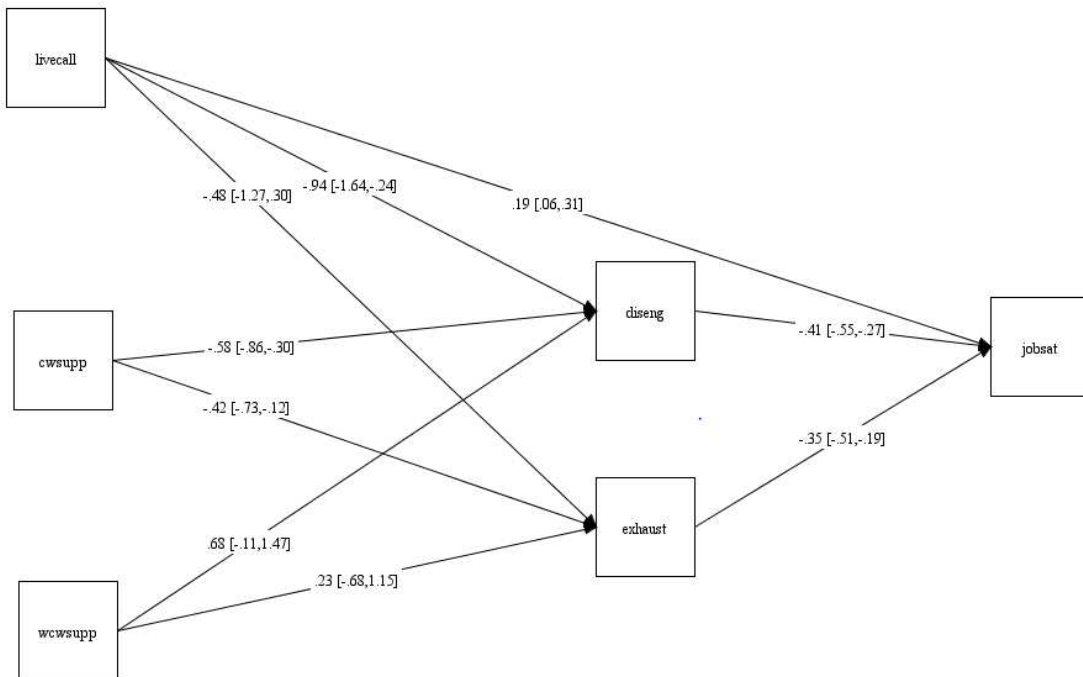 livecall
-.48 [-1.27,.30]
-.94 [-1.64,-.24]
.19 [.06,.31]
diseng
cwsupp
-.58 [-.86,-.30]
-.41 [-.55,-.27]
jobsat
-.42 [-.73,-.12]
-.35 [-.51,-.19]
exhaust
.68 [-.11,1.47]
.23 [-.68,1.15]
wcwsupp